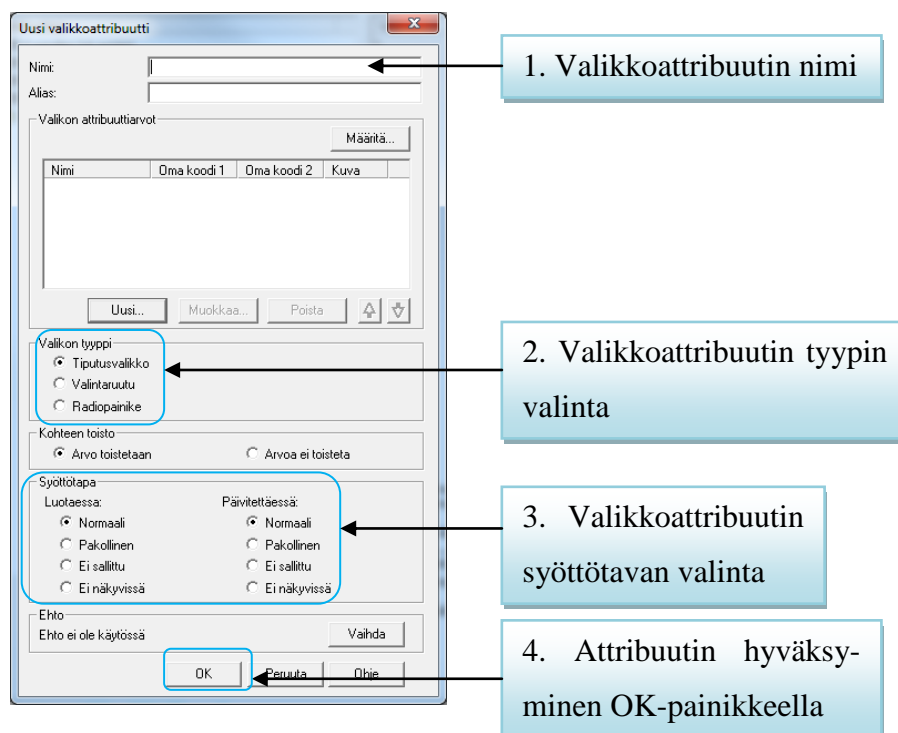 Uusi valikkoattribuutti
Nimi:
Alias:
Valikon attribuuttiarvot
Määritä...
Nimi Oma koodi 1 Oma koodi 2 Kuva
Uusi... Muokkaa... Poista
Valikon tyyppi
Tiputusvalikko
Valintaruutu
Radiopainike
Kohteen toisto
Arvo toistetaan Arvoa ei toisteta
Syöttötapa
Luotaessa: Päivitettäessä:
Normaali Normaali
Pakollinen Pakollinen
Ei sallittu Ei sallittu
Ei näkyvissä Ei näkyvissä
Ehto
Ehto ei ole käytössä Vaihda
OK Peruuta Ohje
1. Valikkoattribuutin nimi
2. Valikkoattribuutin tyypin
valinta
3. Valikkoattribuutin
syöttötavan valinta
4. Attribuutin hyväksy-
minen OK-painikkeella